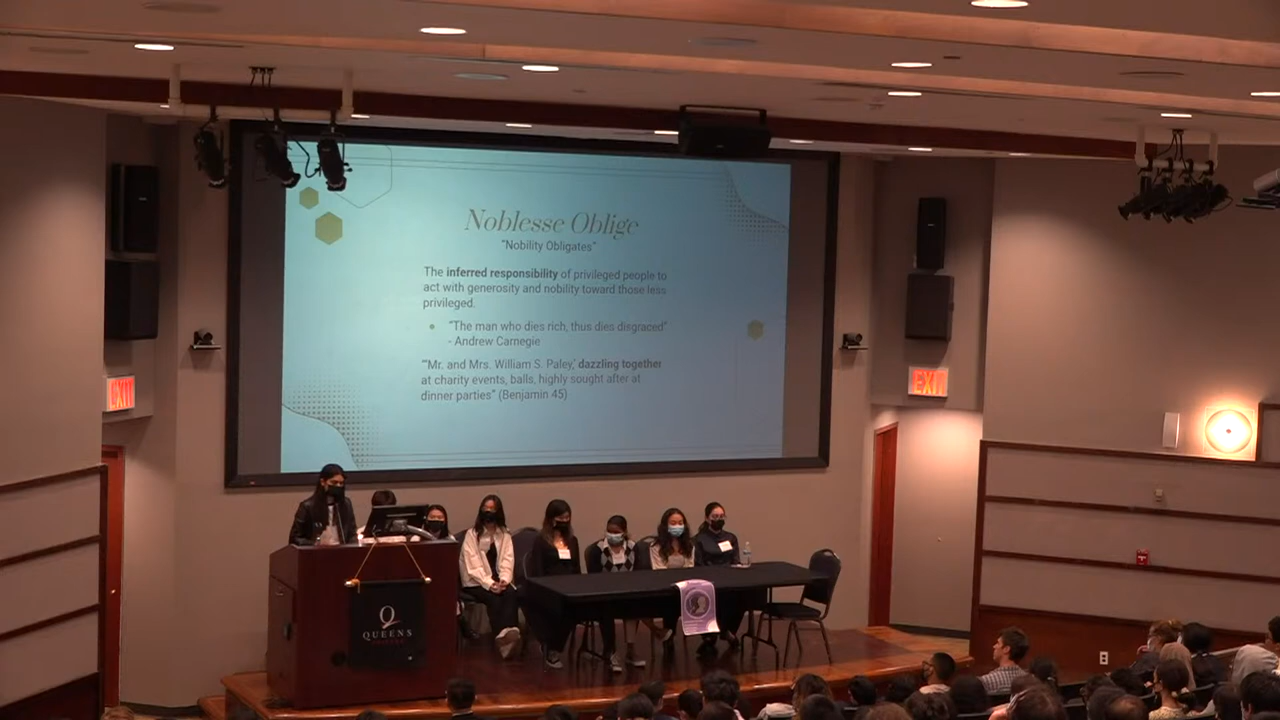 Noblesse Oblige
"Nobility Obligates"
The inferred responsibility of privileged people to
act with generosity and nobility toward those less
privileged.
• "The man who dies rich, thus dies disgraced"
- Andrew Carnegie
"'Mr. and Mrs. William S. Paley,' dazzling together
at charity events, balls, highly sought after at
dinner parties" (Benjamin 45)
EXIT
EXIT
Q
QUEENS